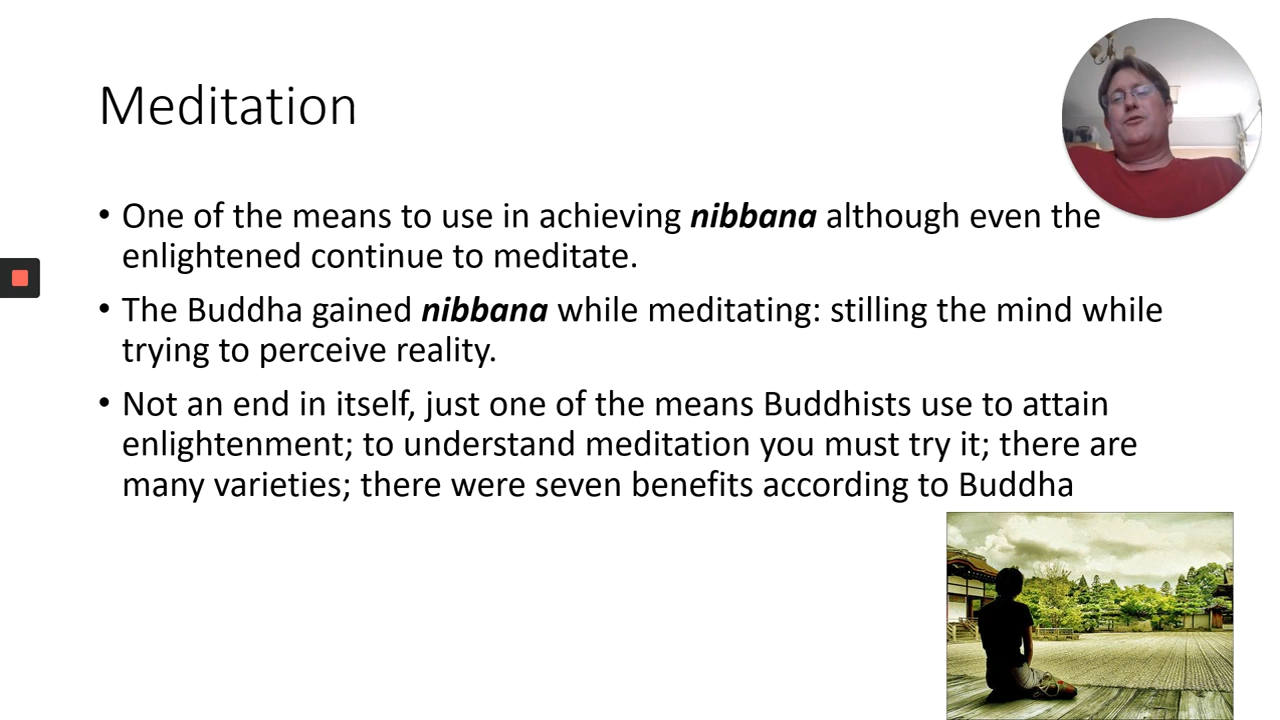 Meditation
• One of the means to use in achieving nibbana although even the
enlightened continue to meditate.
• The Buddha gained nibbana while meditating: stilling the mind while
trying to perceive reality.
• Not an end in itself, just one of the means Buddhists use to attain
enlightenment; to understand meditation you must try it; there are
many varieties; there were seven benefits according to Buddha